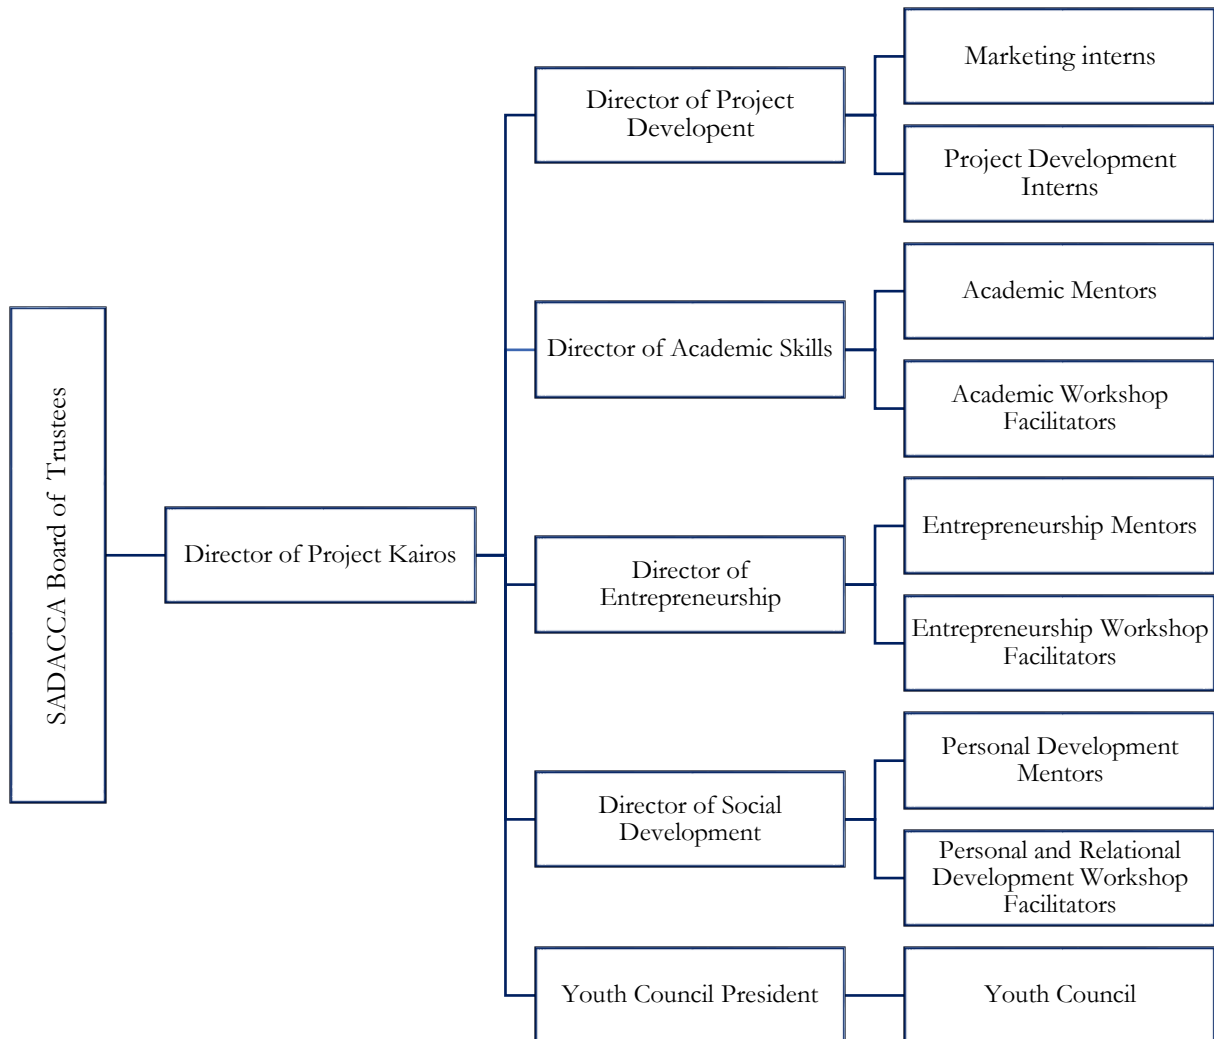 SADACCA Board of Trustees
Director of Project Kairos
Director of Project
Developent
Marketing interns
Project Development
Interns
Director of Academic Skills
Academic Mentors
Academic Workshop
Facilitators
Director of
Entrepreneurship
Entrepreneurship Mentors
Entrepreneurship Workshop
Facilitators
Director of Social
Development
Personal Development
Mentors
Personal and Relational
Development Workshop
Facilitators
Youth Council President
Youth Council